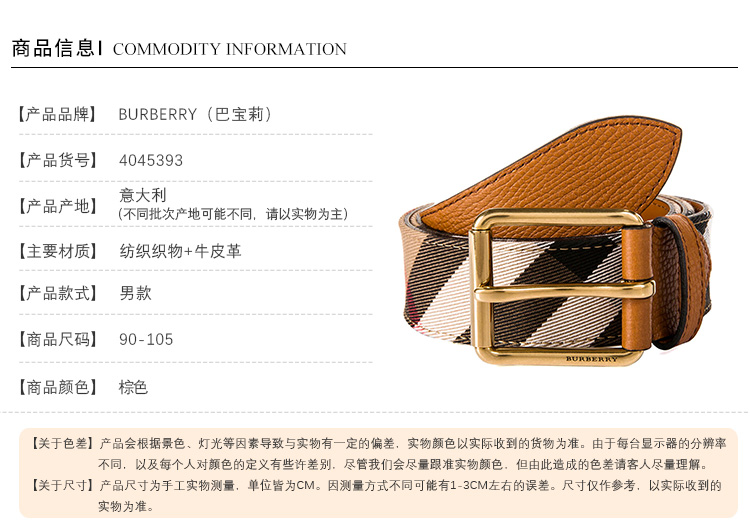 商品信息| COMMODITY INFORMATION
【产品品牌】 BURBERRY（巴宝莉）
【产品货号】 4045393
【产品产地】 意大利
(不同批次产地可能不同，请以实物为主)
【主要材质】 纺织织物+牛皮革
【产品款式】 男款
【商品尺码】 90-105
【商品颜色】 棕色
BURBERRY
【关于色差】产品会根据景色、灯光等因素导致与实物有一定的偏差，实物颜色以实际收到的货物为准。由于每台显示器的分辨率
不同，以及每个人对颜色的定义有些许差别，尽管我们会尽量跟准实物颜色，但由此造成的色差请客人尽量理解。
【关于尺寸】产品尺寸为手工实物测量，单位皆为CM。因测量方式不同可能有1-3CM左右的误差。尺寸仅作参考，以实际收到的
实物为准。